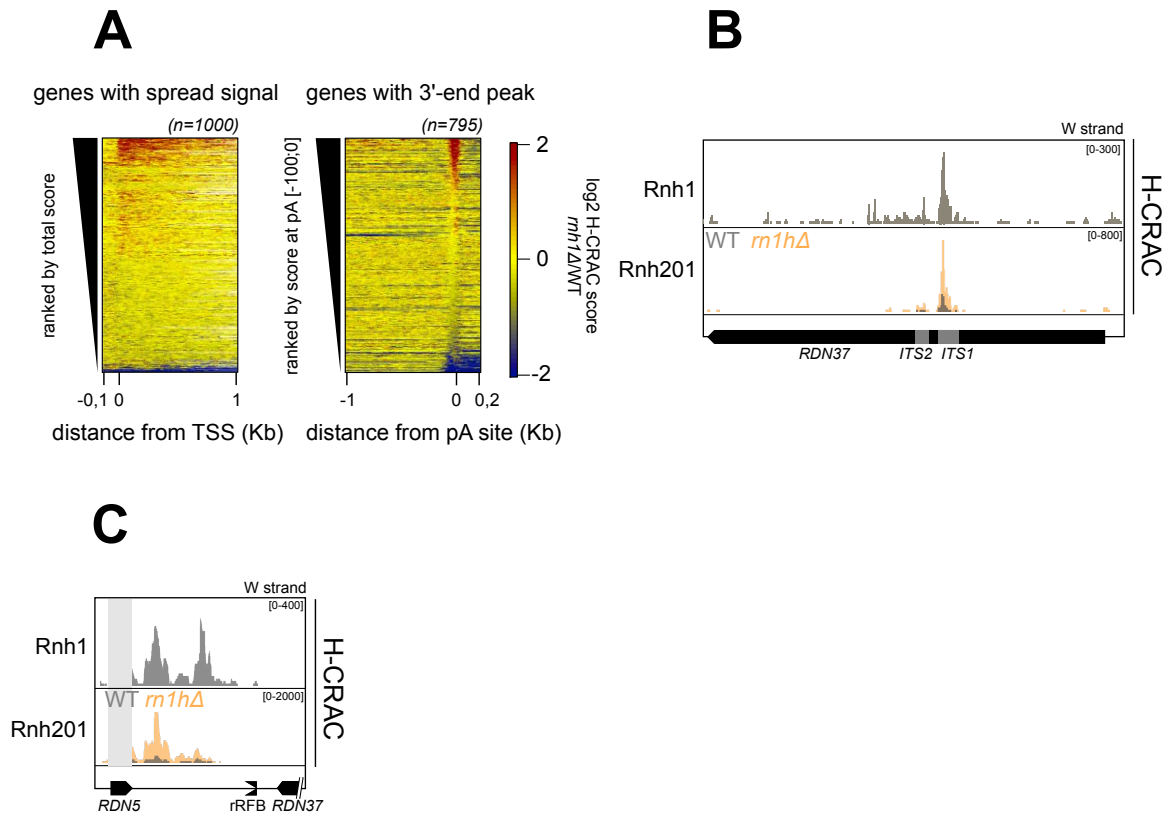 A
genes with spread signal
(n=1000)
ranked by total score
-0,1 0 1
distance from TSS (Kb)
genes with 3'-end peak
(n=795)
ranked by score at pA [-100;0]
-1 0 0,2
distance from pA site (Kb)
2
0
-2
log2 H-CRAC score
rnh1Δ/WT
B
W strand
Rnh1
[0-300]
WT rn1hΔ
[0-800]
Rnh201
H-CRAC
RDN37 ITS2 ITS1
C
W strand
Rnh1
[0-400]
WT rn1hΔ
[0-2000]
Rnh201
H-CRAC
RDN5 rRFB RDN37